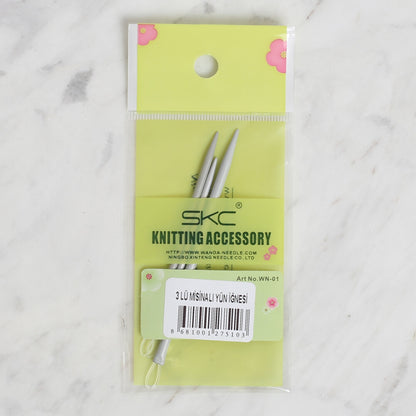 SKC®
KNITTING ACCESSORY
HTTP://WWW.WANDA-NEEDLE.COM
NINGBO XINTENG NEEDLE CO.,LTD.
Art No.WN-01
3 LÜ MİSİNALI YÜN İĞNESİ
8 681001 275103